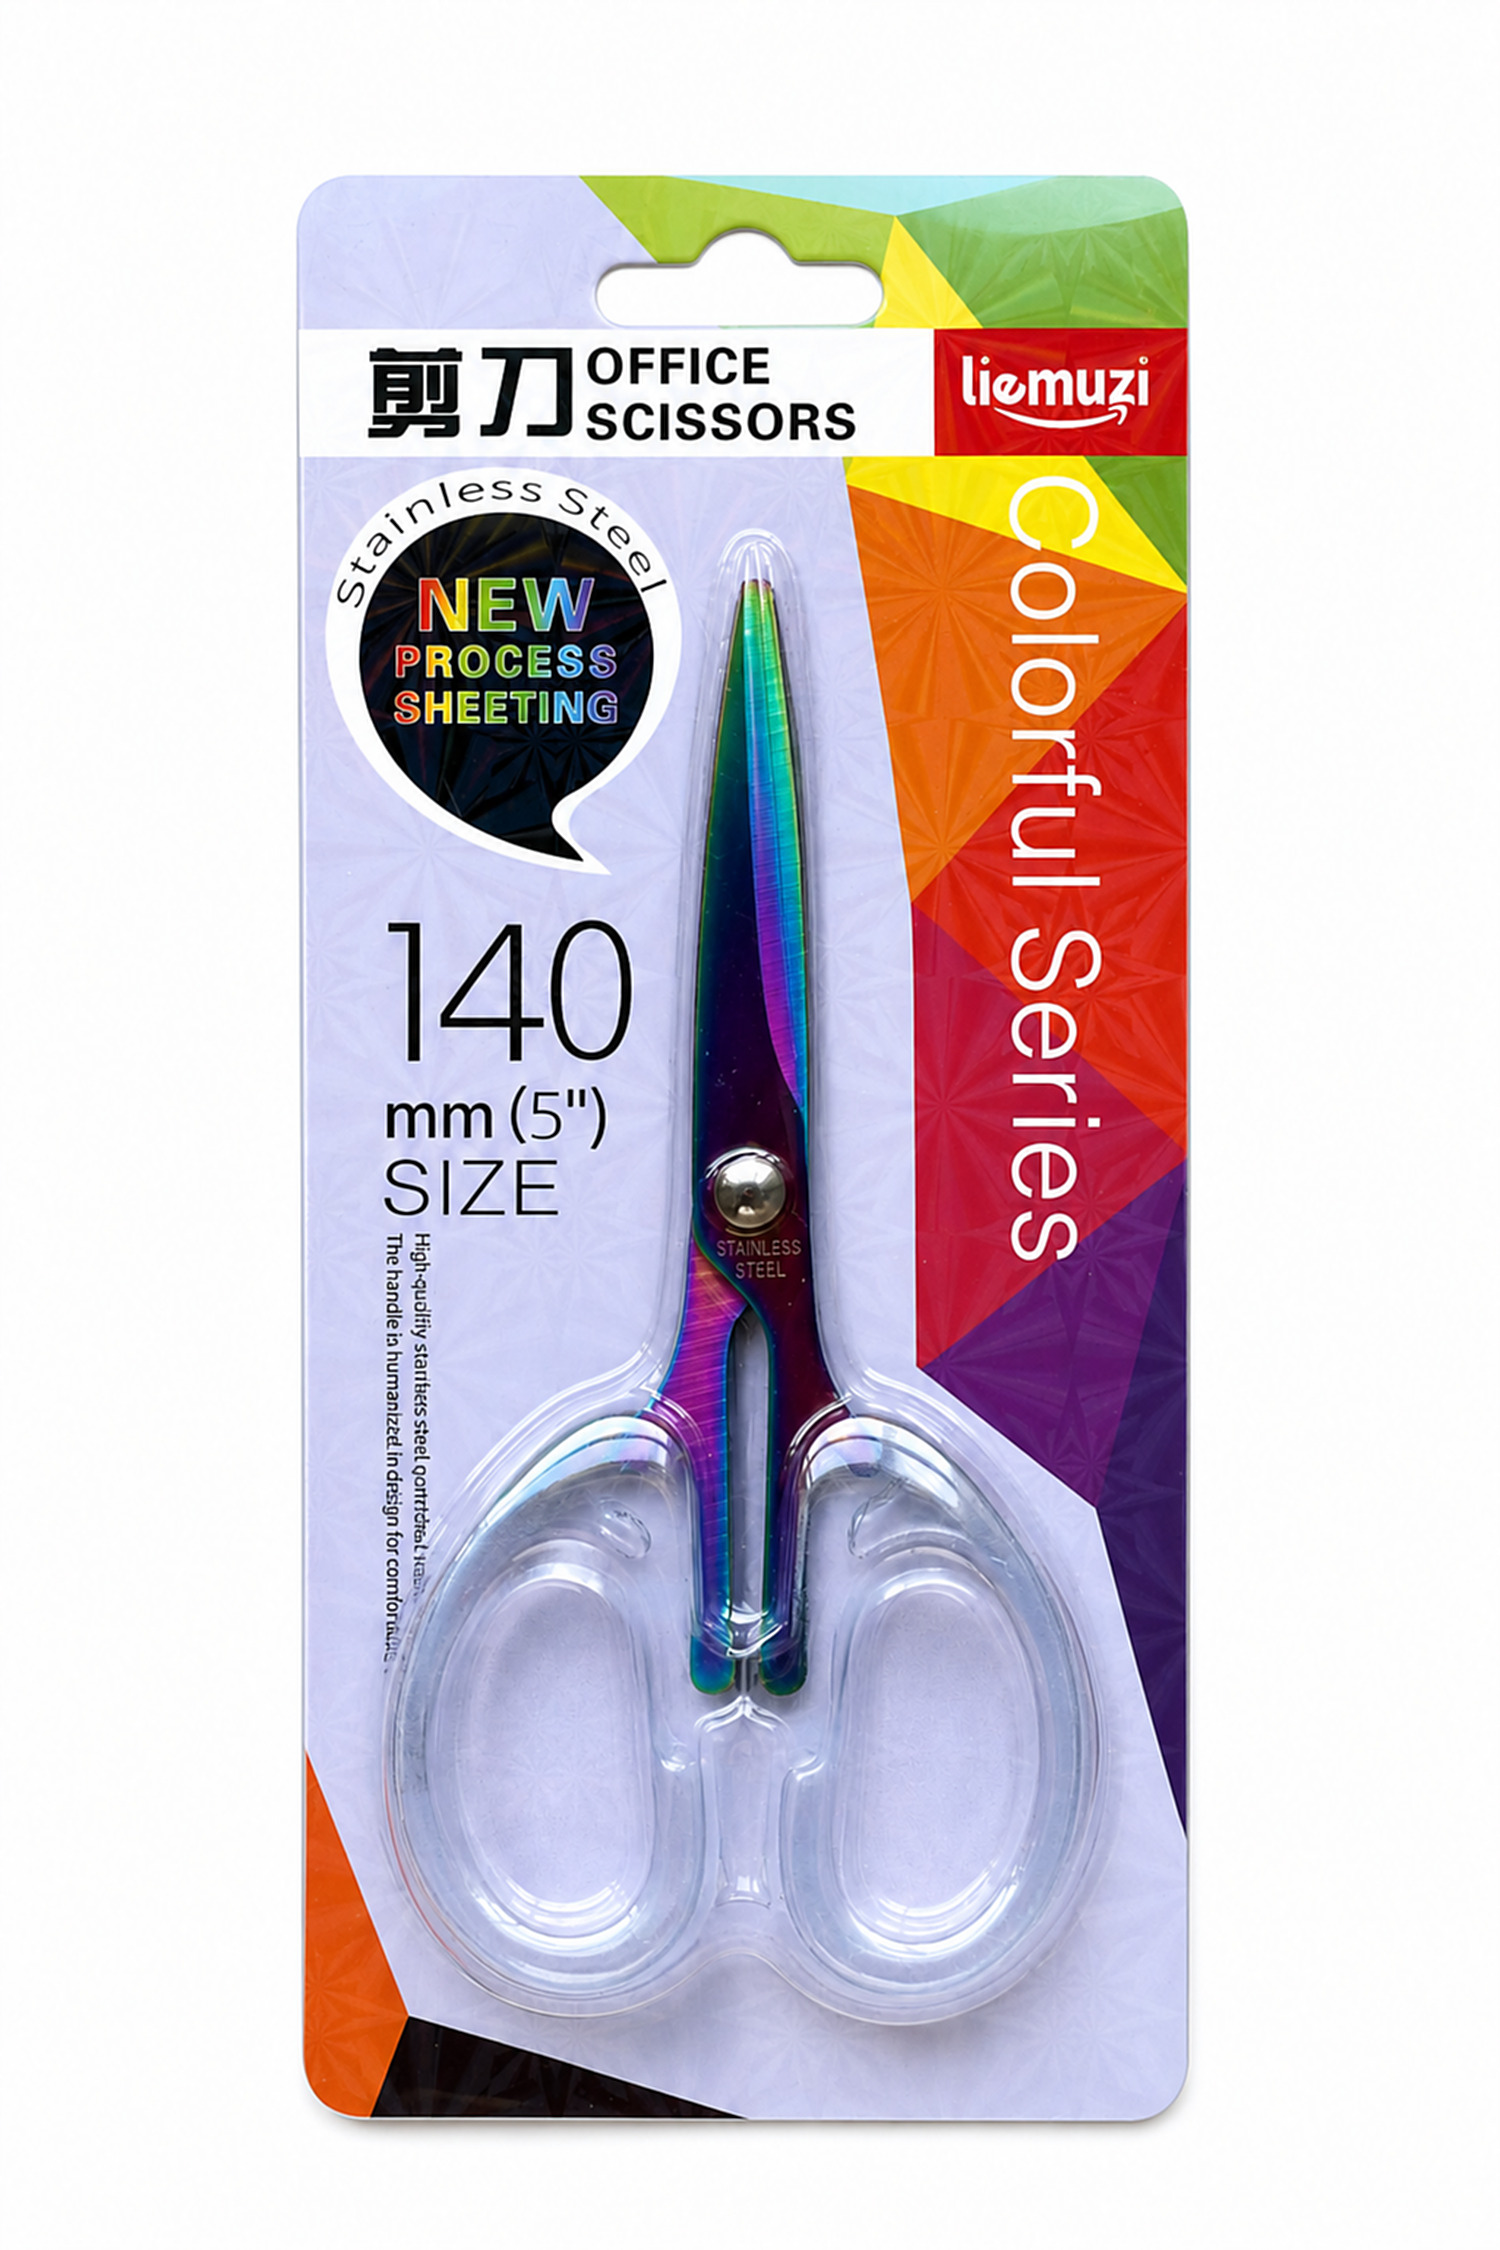 剪刀 OFFICE
SCISSORS
liemuzi
Stainless Steel
NEW
PROCESS
SHEETING
Colorful Series
140
mm (5")
SIZE
STAINLESS
STEEL
High-quality steel
The handle is humanized in design for